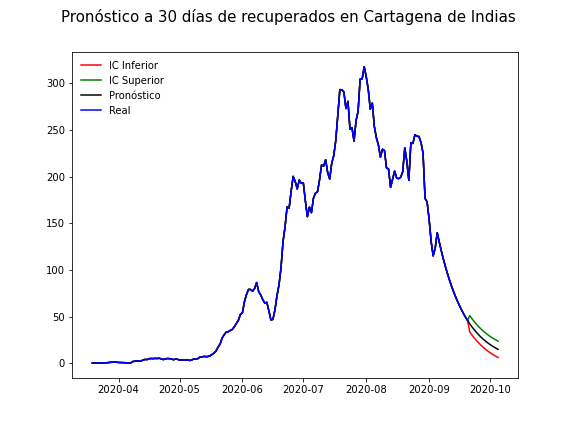 Pronóstico a 30 días de recuperados en Cartagena de Indias
IC Inferior
IC Superior
Pronóstico
Real
300
250
200
150
100
50
0
2020-04 2020-05 2020-06 2020-07 2020-08 2020-09 2020-10